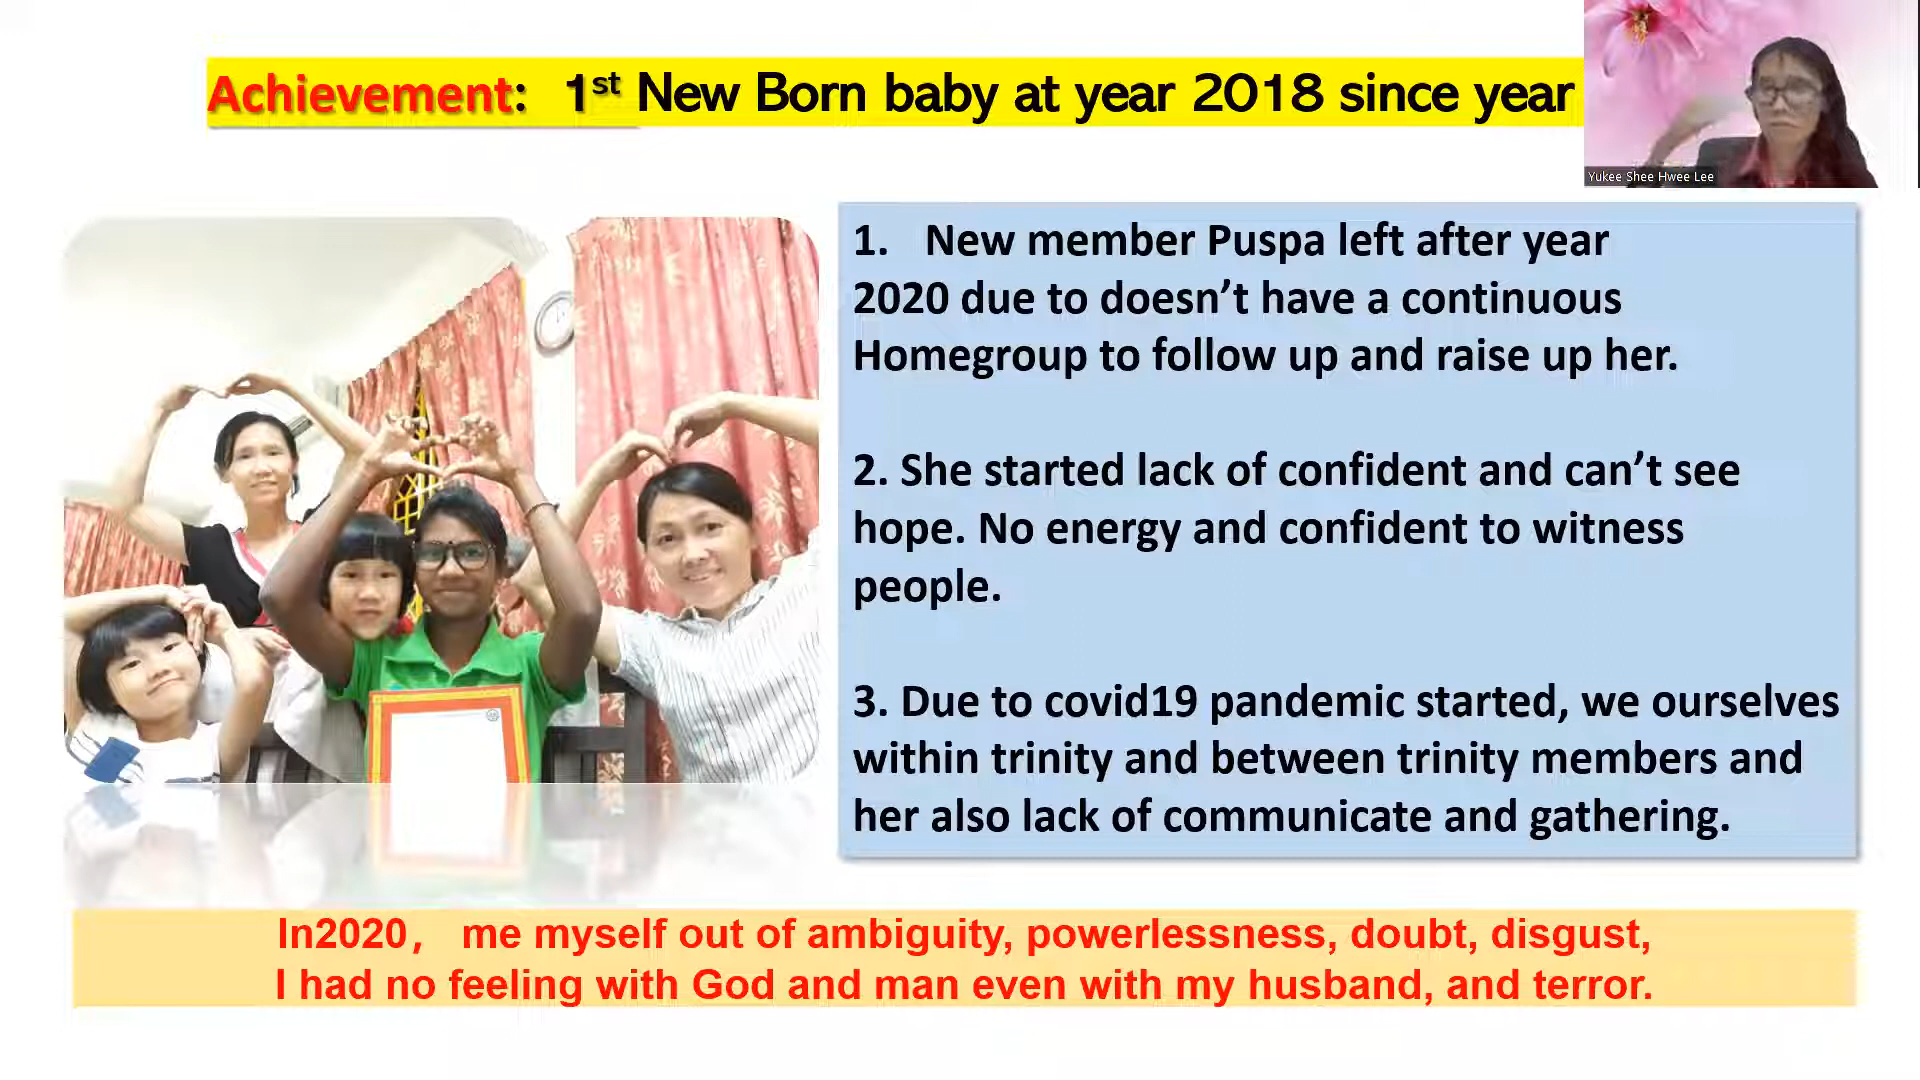 Achievement: 1st New Born baby at year 2018 since year
Yukee Shee Hwee Lee
1. New member Puspa left after year
2020 due to doesn’t have a continuous
Homegroup to follow up and raise up her.
2. She started lack of confident and can’t see
hope. No energy and confident to witness
people.
3. Due to covid19 pandemic started, we ourselves
within trinity and between trinity members and
her also lack of communicate and gathering.
In2020， me myself out of ambiguity, powerlessness, doubt, disgust,
I had no feeling with God and man even with my husband, and terror.